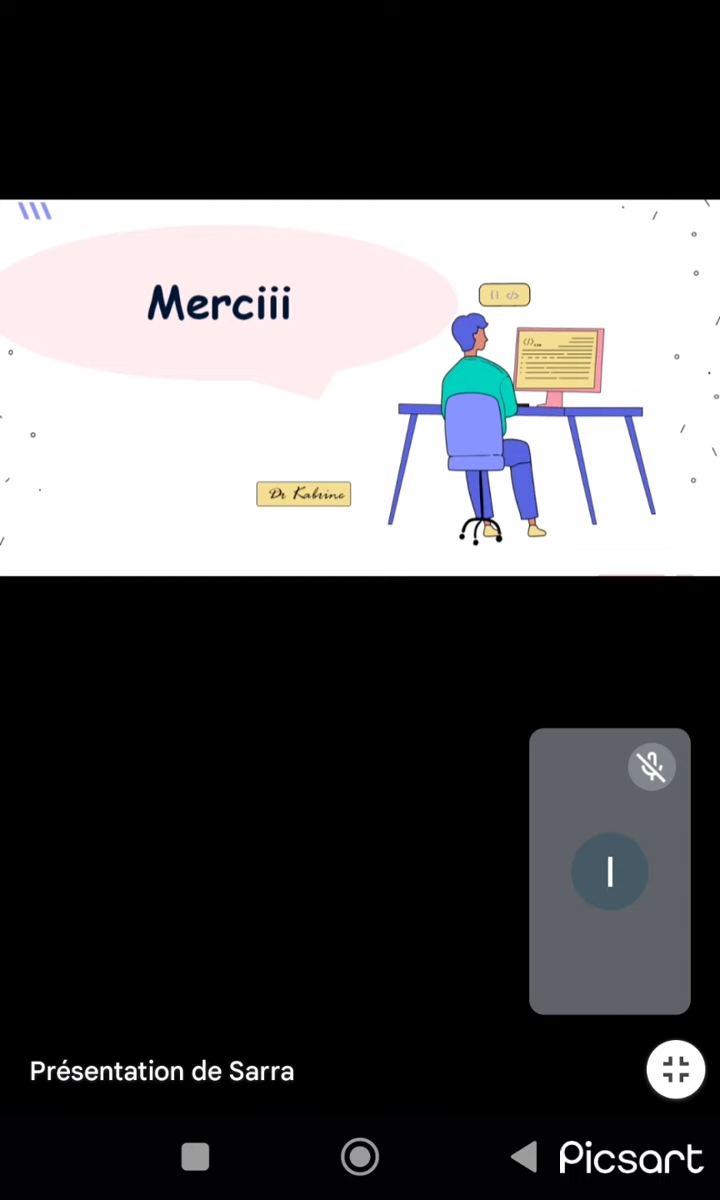 Merciii
{} </>
</>
Dr Kabrine
I
Présentation de Sarra
Picsart